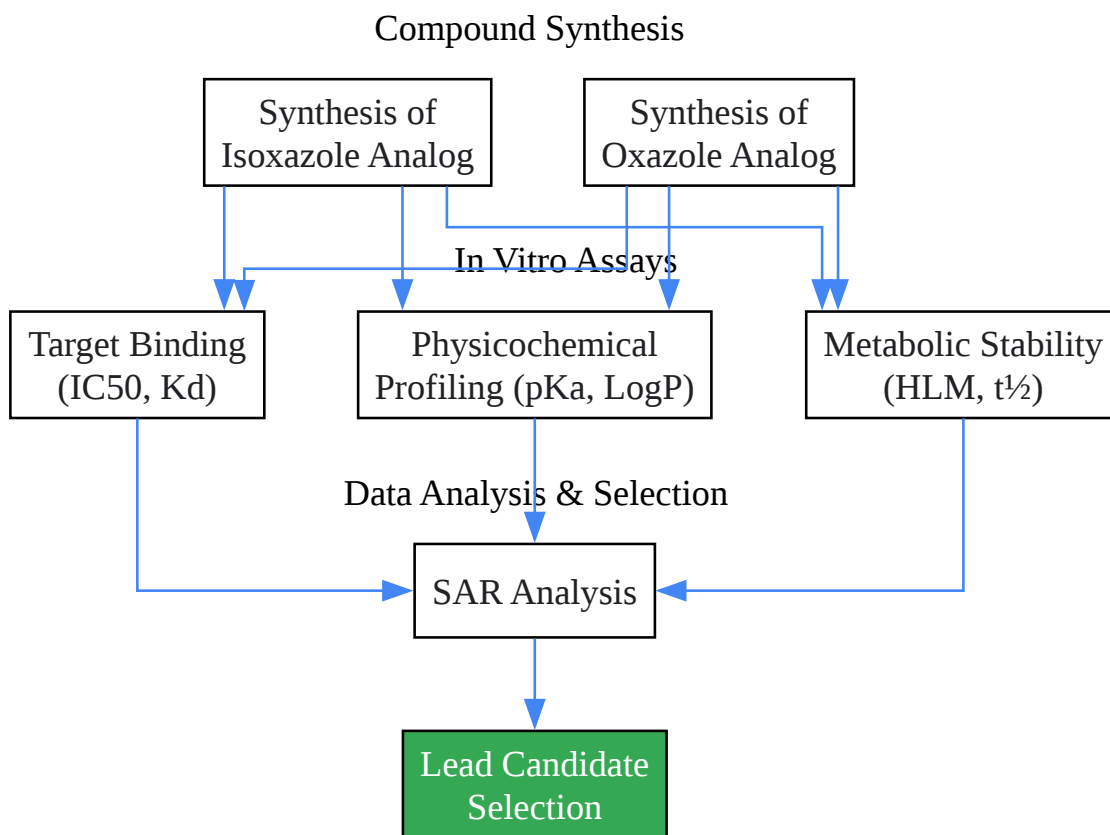 Compound Synthesis
Synthesis of
Isoxazole Analog
Synthesis of
Oxazole Analog
In Vitro Assays
Target Binding
(IC50, Kd)
Physicochemical
Profiling (pKa, LogP)
Metabolic Stability
(HLM, t½)
Data Analysis & Selection
SAR Analysis
Lead Candidate
Selection